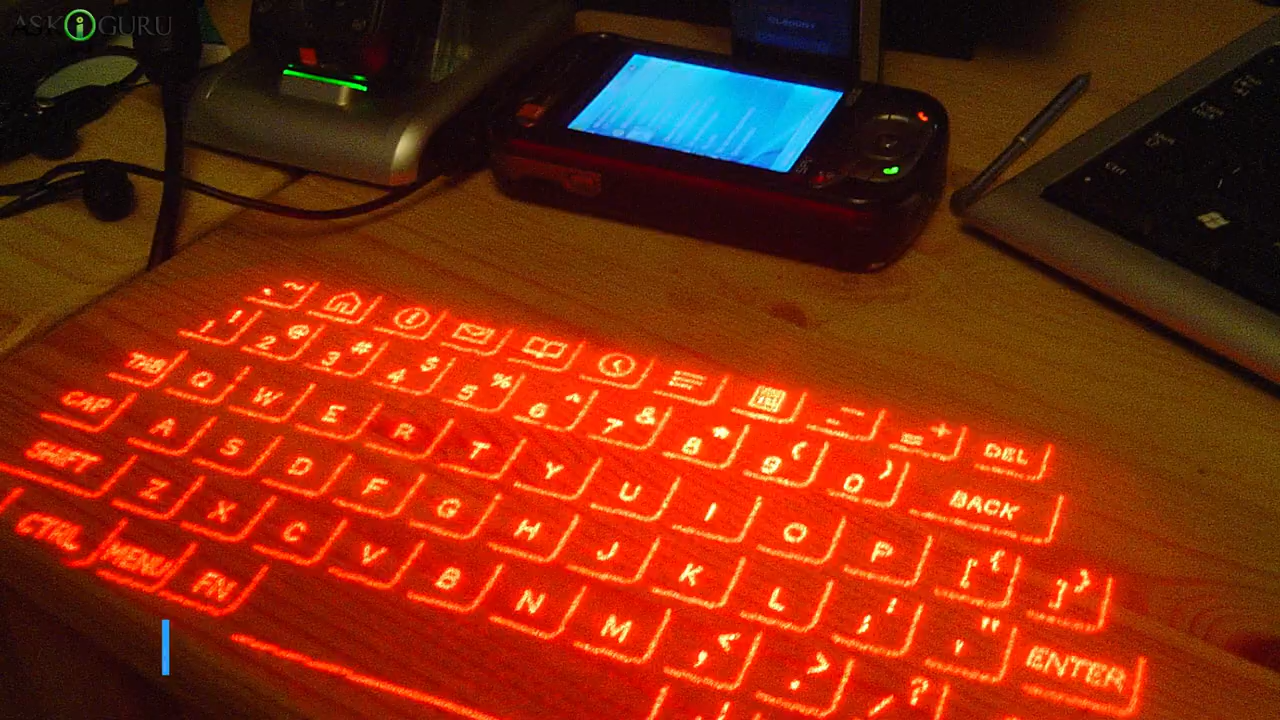 ASK i GURU
~ DEL
! 1 @ 2 # 3 $ 4 % 5 ^ 6 & 7 * 8 ( 9 ) 0 - = + BACK
TAB Q W E R T Y U I O P [ { ] }
CAP A S D F G H J K L ; : ' " ENTER
SHIFT Z X C V B N M , < . > / ?
CTRL MENU FN
Ctrl